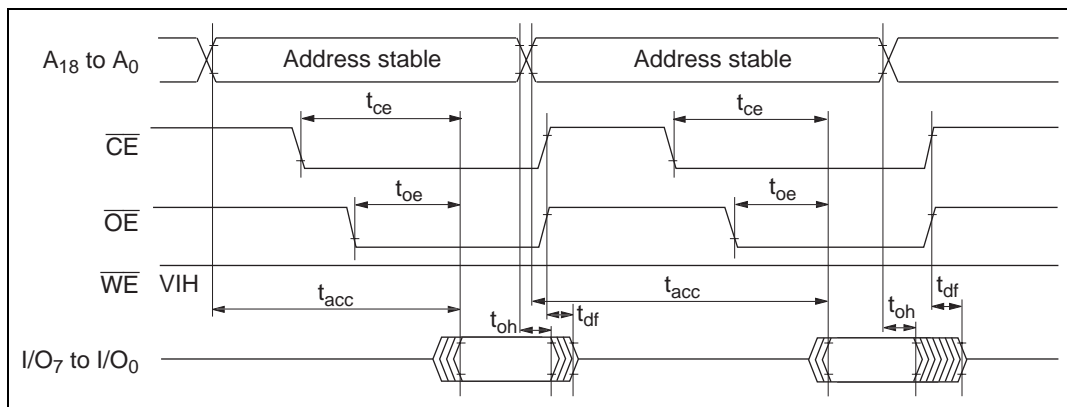 A18 to A0 Address stable Address stable
tce tce
CE
toe toe
OE
WE VIH
tacc tacc
toh tdf toh tdf
I/O7 to I/O0